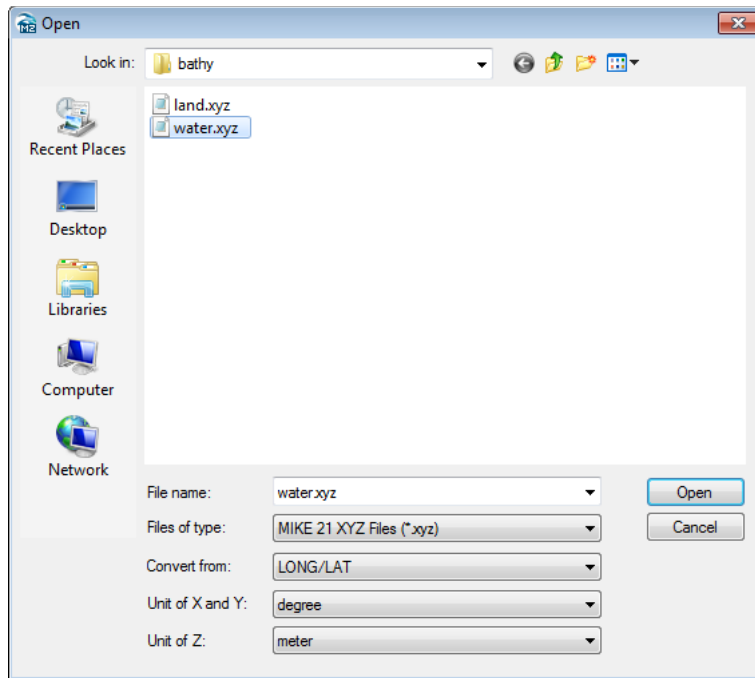 MZ Open
Look in: bathy
land.xyz
water.xyz
Recent Places
Desktop
Libraries
Computer
Network
File name: water.xyz Open
Files of type: MIKE 21 XYZ Files (*.xyz) Cancel
Convert from: LONG/LAT
Unit of X and Y: degree
Unit of Z: meter